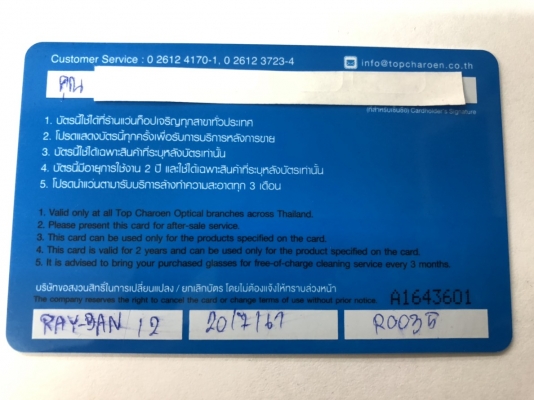 Customer Service : 0 2612 4170-1, 0 2612 3723-4
info@topcharoen.co.th
คุณ
Cardholder's Signature
1. บัตรนี้ใช้ได้ที่ร้านแว่นท็อปเจริญทุกสาขาทั่วประเทศ
2. โปรดแสดงบัตรนี้ทุกครั้งเพื่อรับการบริการหลังการขาย
3. บัตรนี้ใช้ได้เฉพาะสินค้าที่ระบุหลังบัตรเท่านั้น
4. บัตรนี้มีอายุการใช้งาน 2 ปี และใช้ได้เฉพาะสินค้าที่ระบุหลังบัตรเท่านั้น
5. โปรดนำแว่นตามารับบริการล้างทำความสะอาดทุก 3 เดือน
1. Valid only at all Top Charoen Optical branches across Thailand.
2. Please present this card for after-sale service.
3. This card can be used only for the products specified on the card.
4. This card is valid for 2 years and can be used only for the product specified on the card.
5. It is advised to bring your purchased glasses for free-of-charge cleaning service every 3 months.
บริษัทขอสงวนสิทธิ์ในการเปลี่ยนแปลง / ยกเลิกบัตร โดยไม่ต้องแจ้งให้ทราบล่วงหน้า
The company reserves the right to cancel the card or change terms of use without prior notice.
A1643601
RAY-BAN 12
20/7/67
R0035